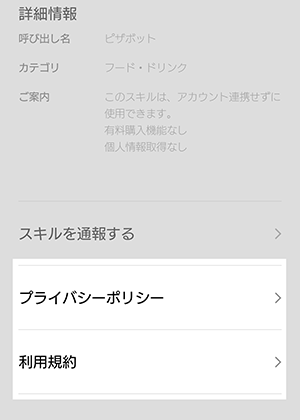 詳細情報
呼び出し名 ピザボット
カテゴリ フード・ドリンク
ご案内 このスキルは、アカウント連携せずに
使用できます。
有料購入機能なし
個人情報取得なし
スキルを通報する
プライバシーポリシー
利用規約